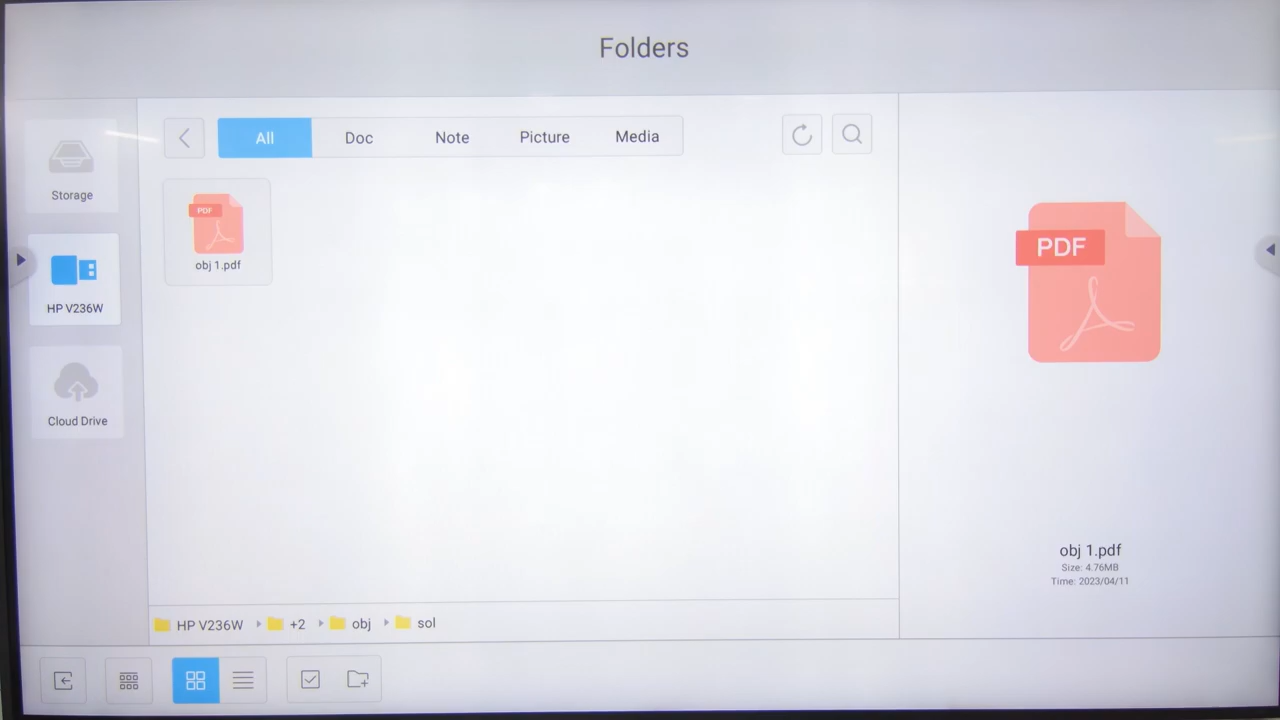 Folders
All Doc Note Picture Media
Storage
HP V236W
Cloud Drive
PDF
obj 1.pdf
PDF
obj 1.pdf
Size: 4.76MB
Time: 2023/04/11
HP V236W +2 obj sol